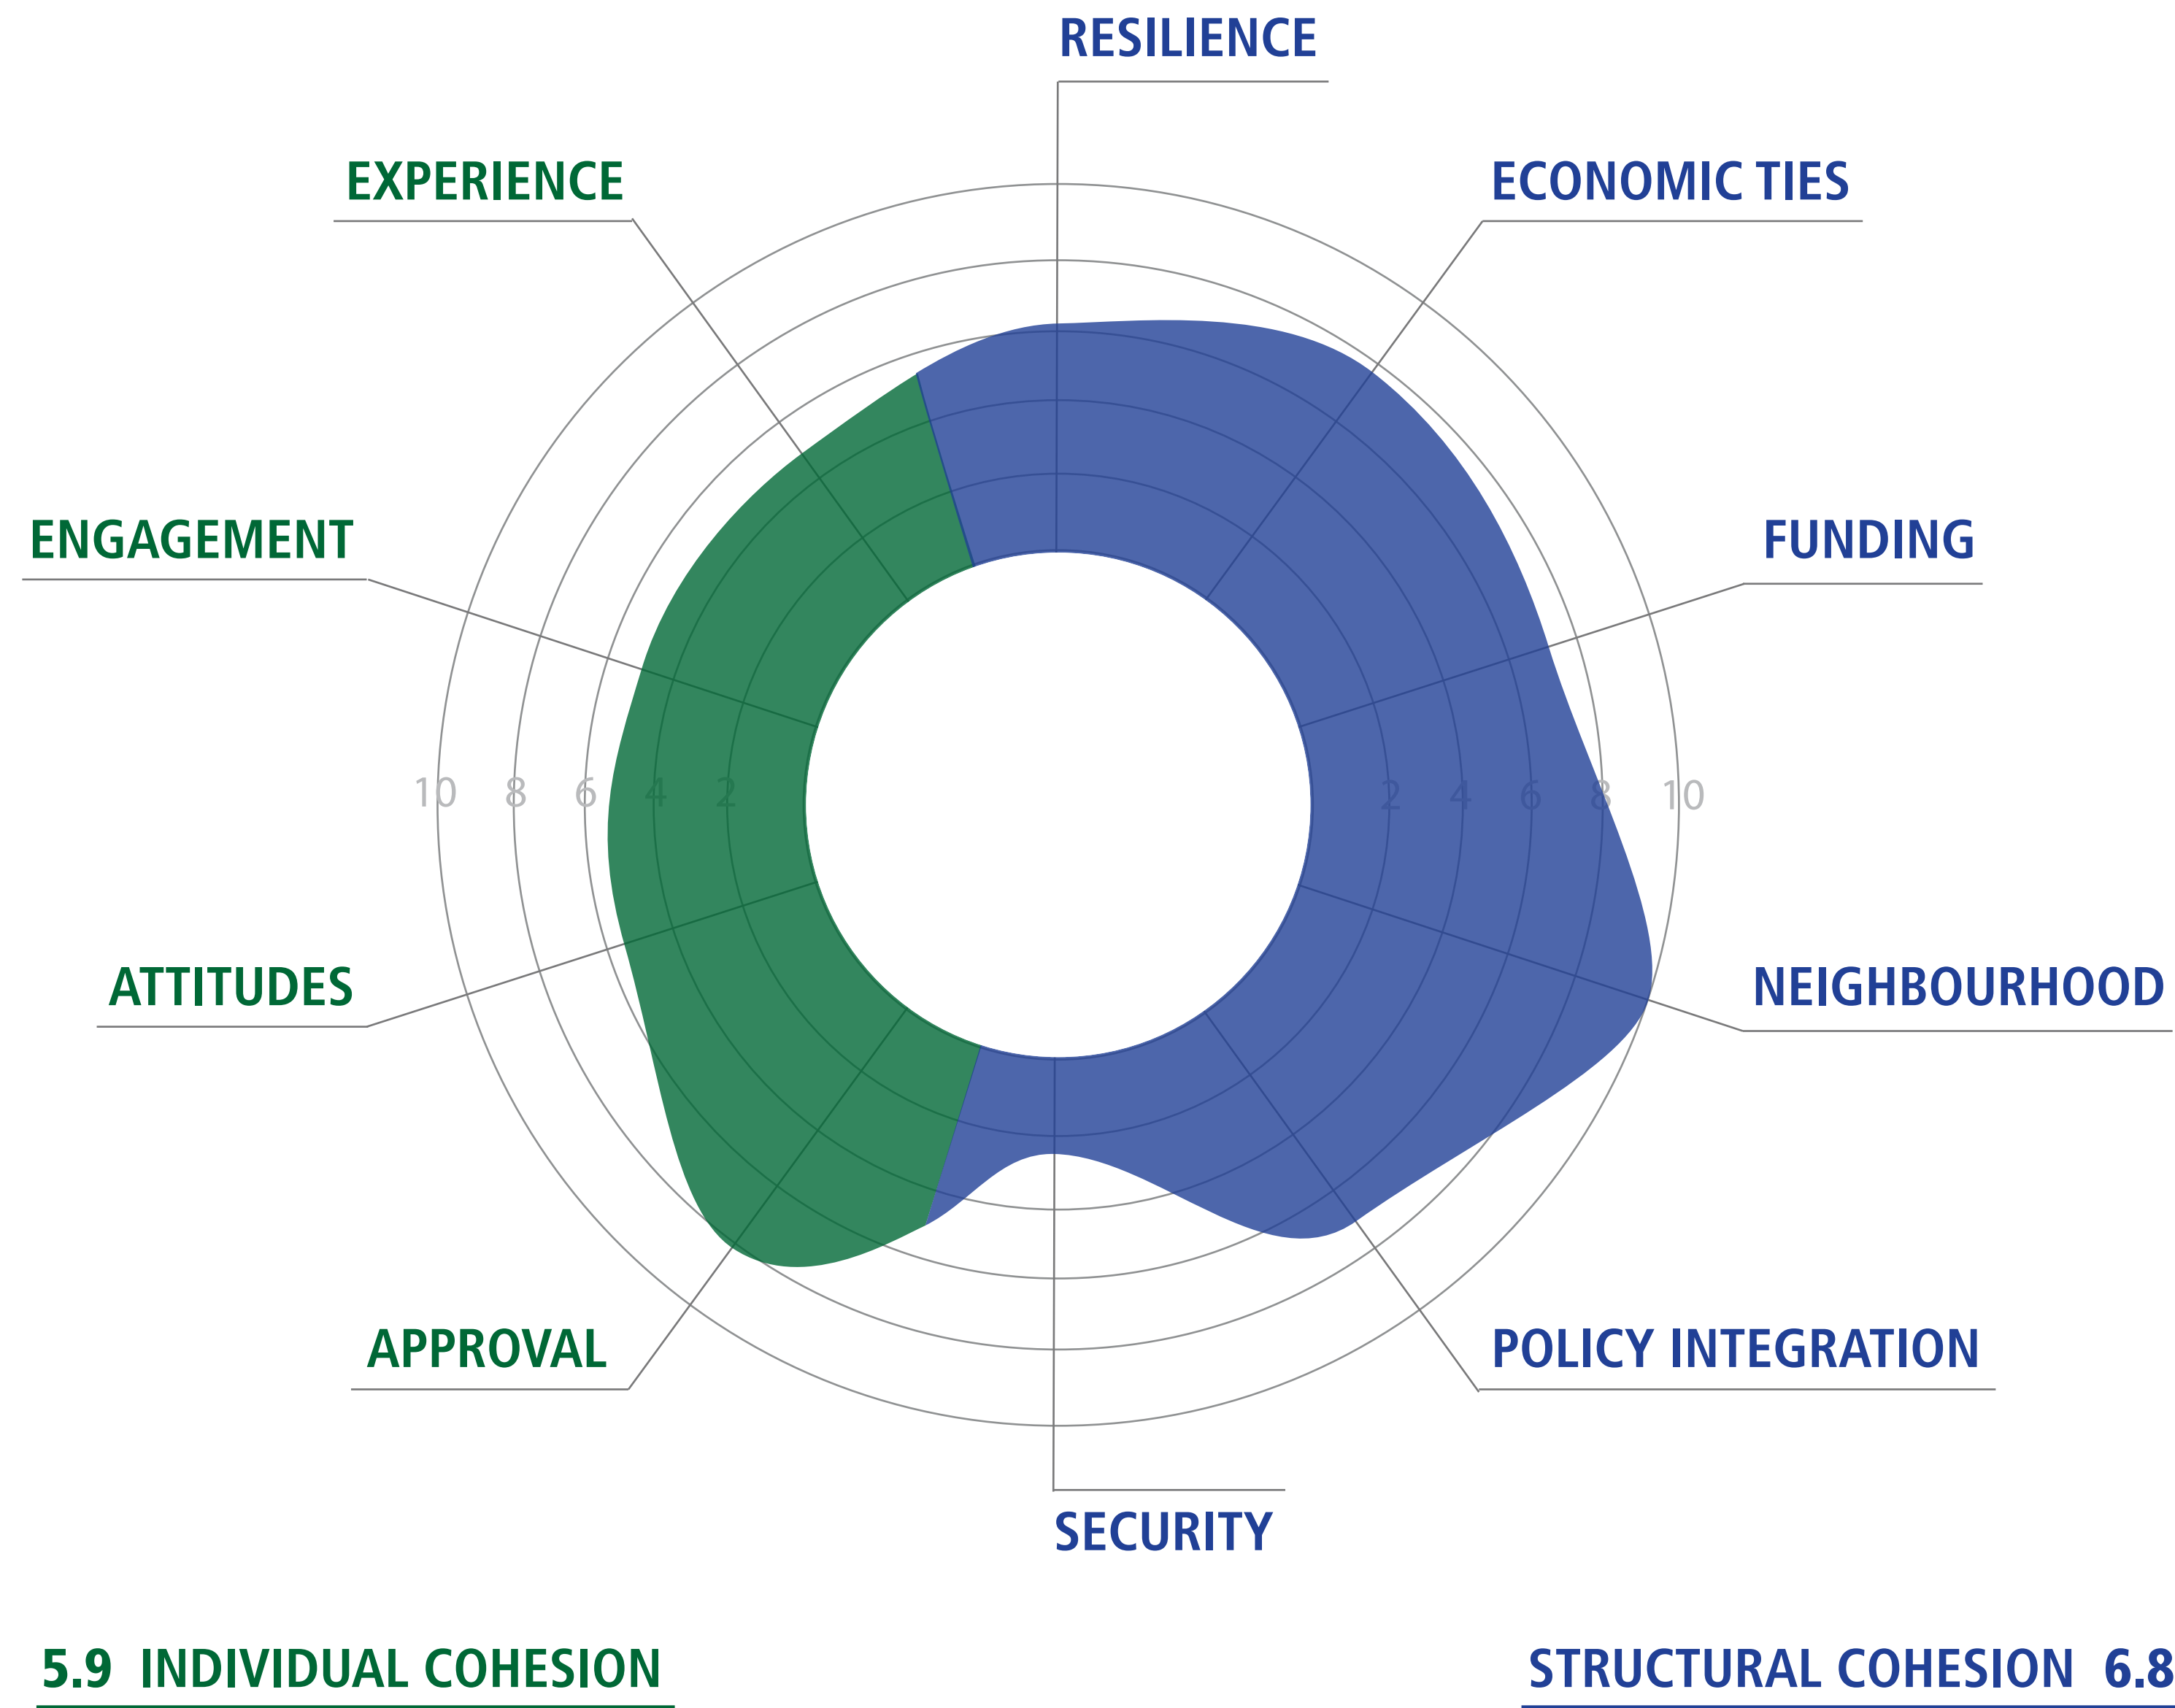 RESILIENCE
EXPERIENCE
ECONOMIC TIES
ENGAGEMENT
FUNDING
10 8 6 4 2 2 4 6 8 10
ATTITUDES
NEIGHBOURHOOD
APPROVAL
POLICY INTEGRATION
SECURITY
5.9 INDIVIDUAL COHESION
STRUCTURAL COHESION 6.8